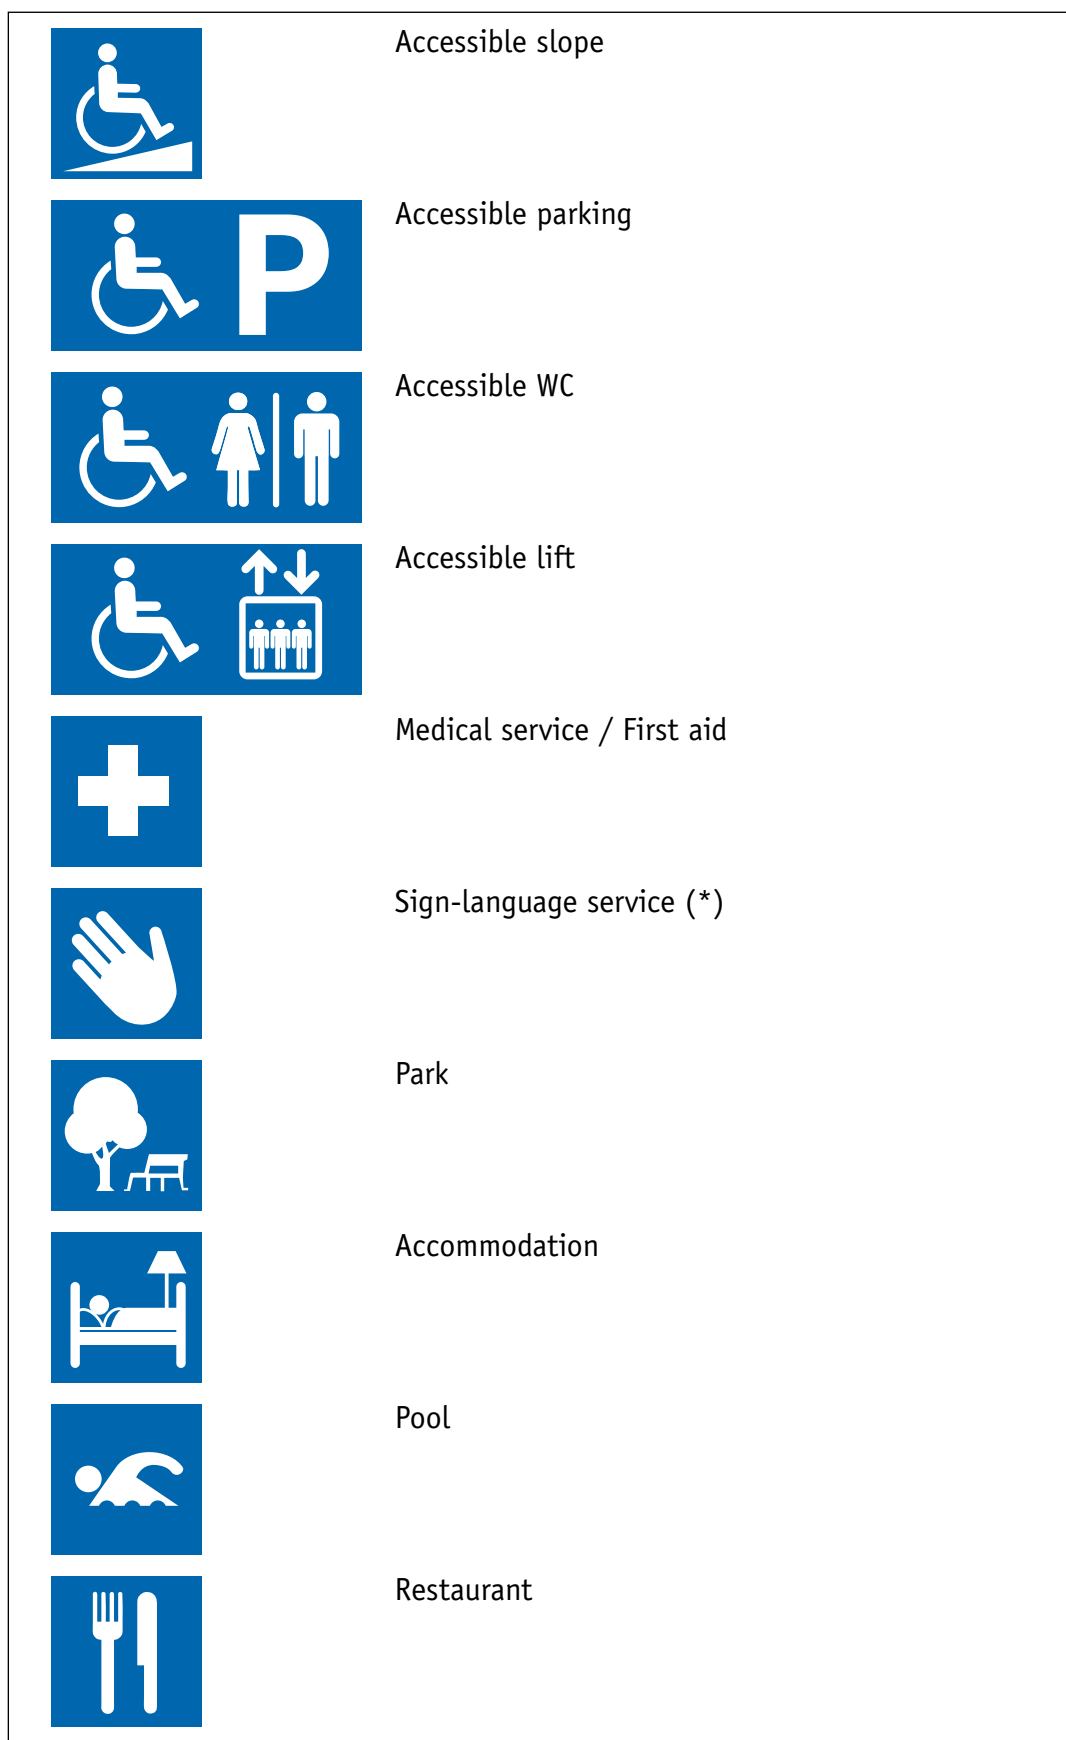 Accessible slope
P
Accessible parking
Accessible WC
Accessible lift
Medical service / First aid
Sign-language service (*)
Park
Accommodation
Pool
Restaurant